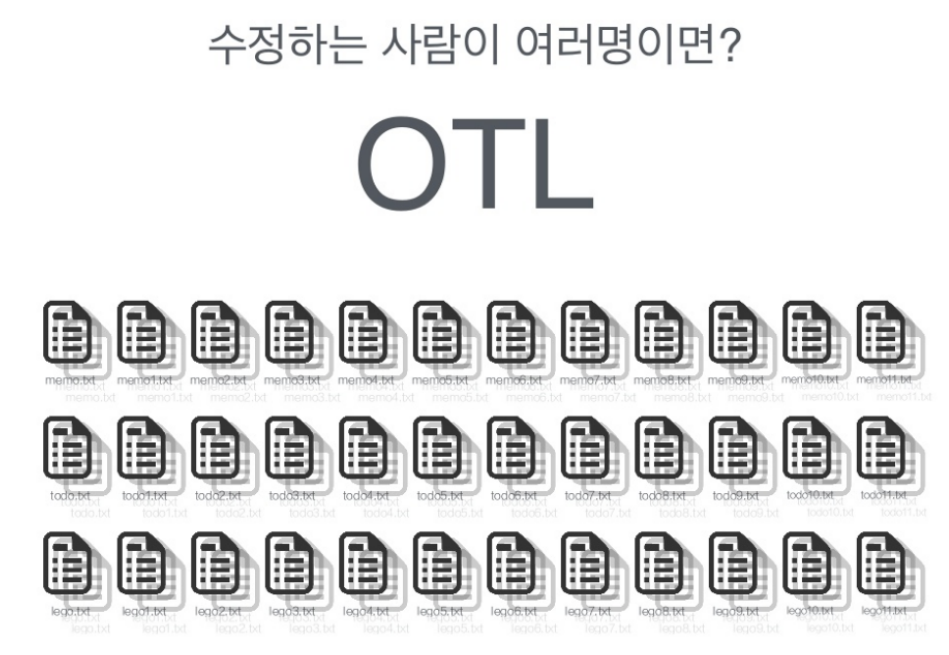 수정하는 사람이 여러명이면?
OTL
memo.txt memo1.txt memo2.txt memo3.txt memo4.txt memo5.txt memo6.txt memo7.txt memo8.txt memo9.txt memo10.txt memo11.txt
memo.txt memo1.txt memo2.txt memo3.txt memo4.txt memo5.txt memo6.txt memo7.txt memo8.txt memo9.txt memo10.txt memo11.txt
todo.txt todo1.txt todo2.txt todo3.txt todo4.txt todo5.txt todo6.txt todo7.txt todo8.txt todo9.txt todo10.txt todo11.txt
todo.txt todo1.txt todo2.txt todo3.txt todo4.txt todo5.txt todo6.txt todo7.txt todo8.txt todo9.txt todo10.txt todo11.txt
lego.txt lego1.txt lego2.txt lego3.txt lego4.txt lego5.txt lego6.txt lego7.txt lego8.txt lego9.txt lego10.txt lego11.txt
lego.txt lego1.txt lego2.txt lego3.txt lego4.txt lego5.txt lego6.txt lego7.txt lego8.txt lego9.txt lego10.txt lego11.txt